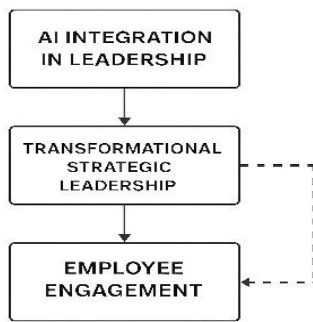 AI INTEGRATION
IN LEADERSHIP
TRANSFORMATIONAL
STRATEGIC
LEADERSHIP
EMPLOYEE
ENGAGEMENT